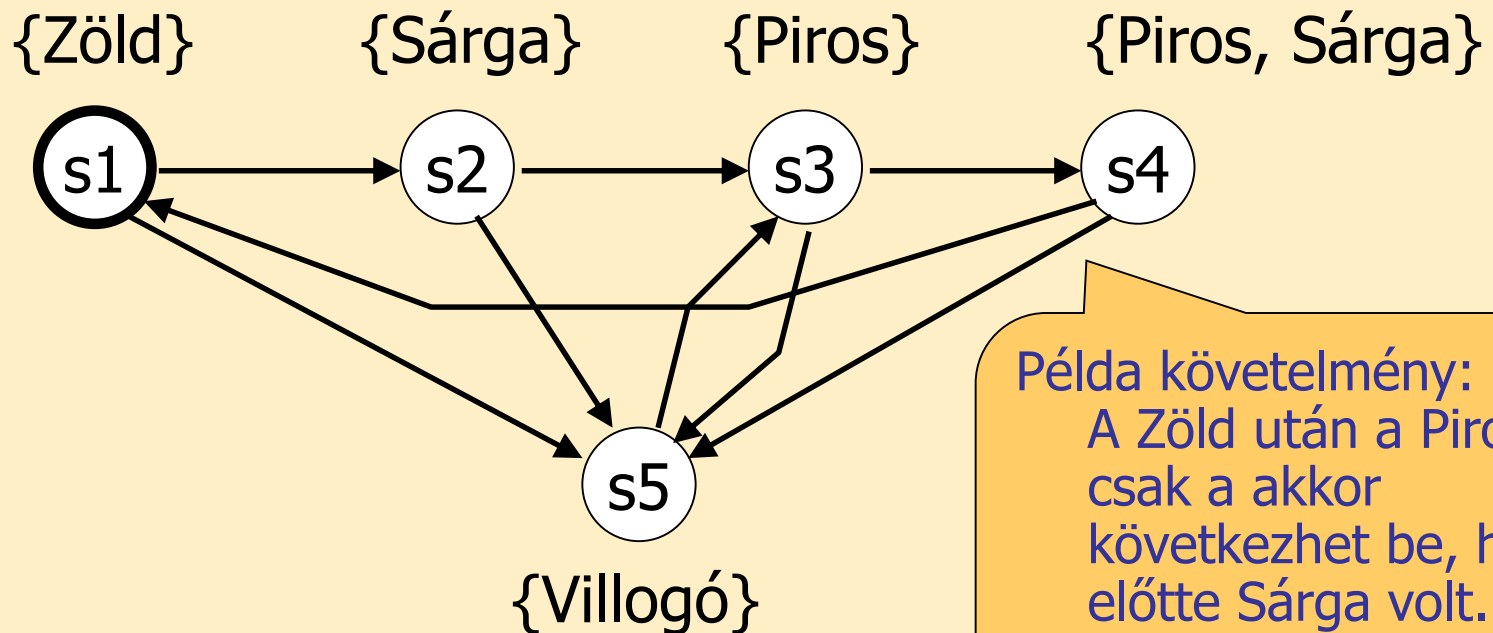 {Zöld} {Sárga} {Piros} {Piros, Sárga}
s1 s2 s3 s4
s5
{Villogó}
Példa követelmény:
A Zöld után a
csak a akkor
következhet be,
előtte Sárga volt.